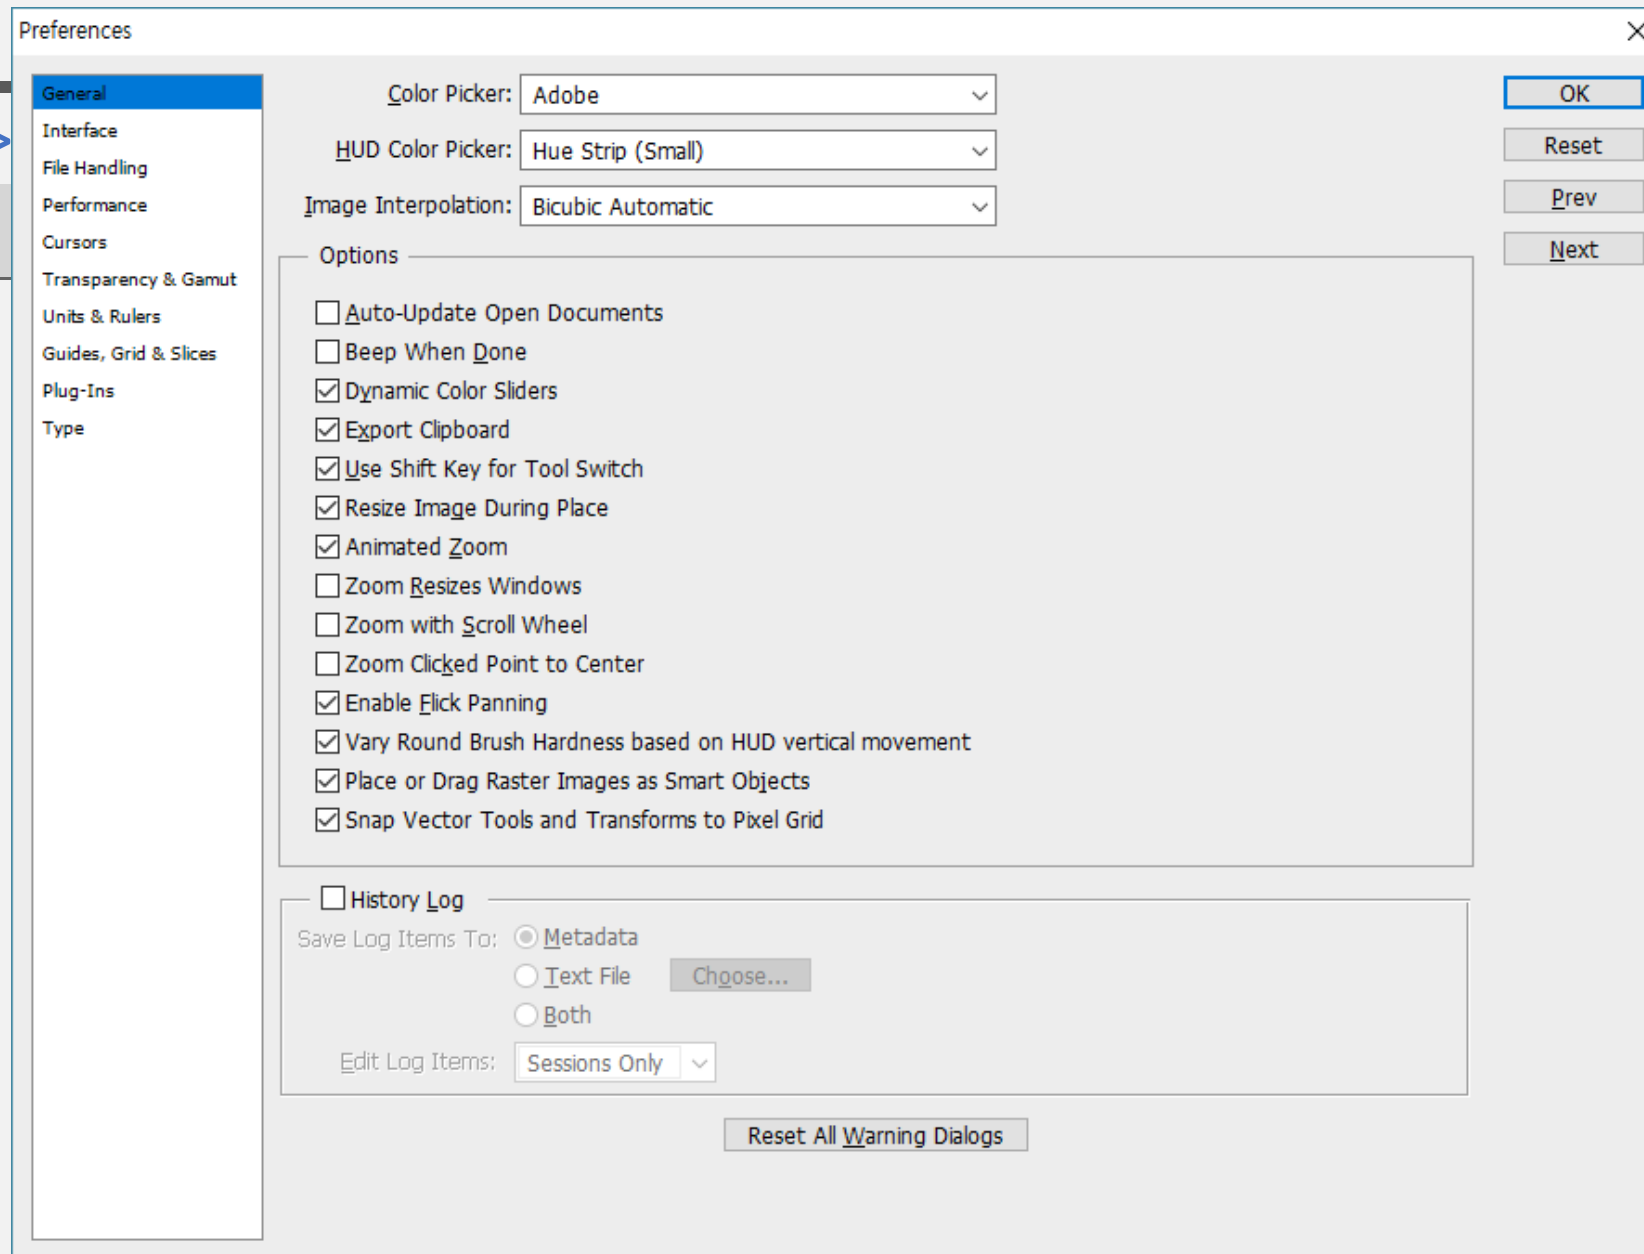 Preferences
General
Interface
File Handling
Performance
Cursors
Transparency & Gamut
Units & Rulers
Guides, Grid & Slices
Plug-Ins
Type
Color Picker: Adobe
HUD Color Picker: Hue Strip (Small)
Image Interpolation: Bicubic Automatic
Options
Auto-Update Open Documents
Beep When Done
Dynamic Color Sliders
Export Clipboard
Use Shift Key for Tool Switch
Resize Image During Place
Animated Zoom
Zoom Resizes Windows
Zoom with Scroll Wheel
Zoom Clicked Point to Center
Enable Flick Panning
Vary Round Brush Hardness based on HUD vertical movement
Place or Drag Raster Images as Smart Objects
Snap Vector Tools and Transforms to Pixel Grid
History Log
Save Log Items To: Metadata
Text File Choose...
Both
Edit Log Items: Sessions Only
Reset All Warning Dialogs
OK
Reset
Prev
Next